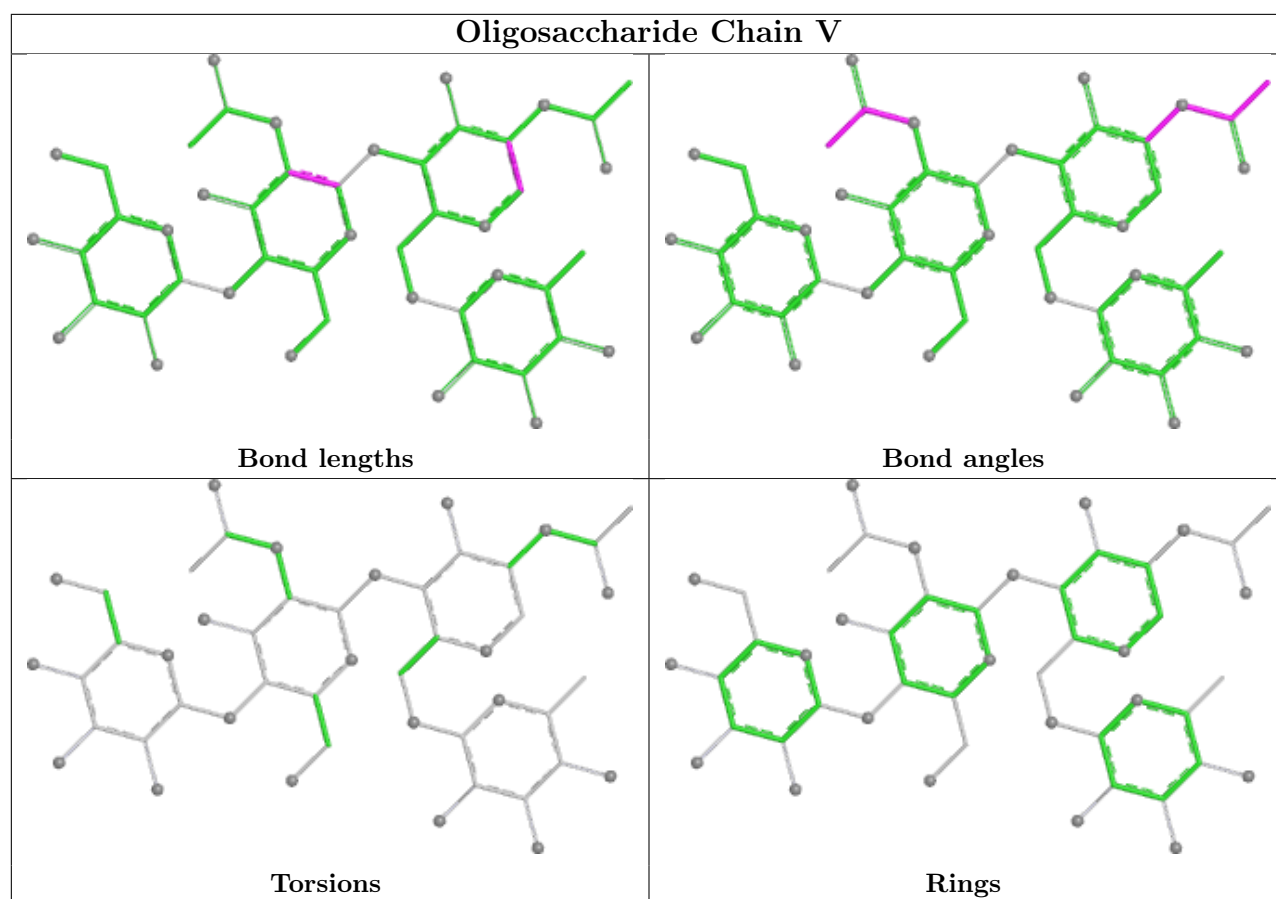 Oligosaccharide Chain V
Bond lengths
Bond angles
Torsions
Rings